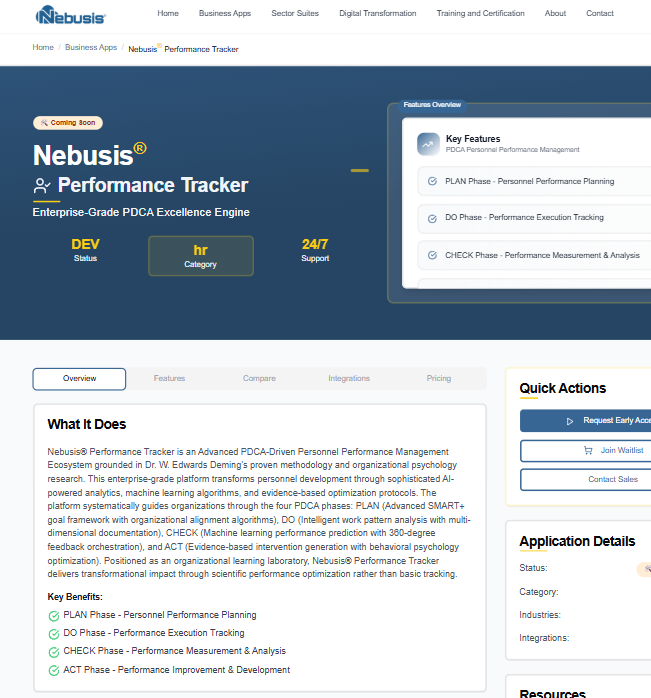 Nebusis®
Home
Business Apps
Sector Suites
Digital Transformation
Training and Certification
About
Contact
Home / Business Apps / Nebusis® Performance Tracker
Coming Soon
Nebusis®
Performance Tracker
Enterprise-Grade PDCA Excellence Engine
DEV
Status
hr
Category
24/7
Support
Features Overview
Key Features
PDCA Personnel Performance Management
PLAN Phase - Personnel Performance Planning
DO Phase - Performance Execution Tracking
CHECK Phase - Performance Measurement & Analysis
Overview
Features
Compare
Integrations
Pricing
What It Does
Nebusis® Performance Tracker is an Advanced PDCA-Driven Personnel Performance Management
Ecosystem grounded in Dr. W. Edwards Deming's proven methodology and organizational psychology
research. This enterprise-grade platform transforms personnel development through sophisticated AI-
powered analytics, machine learning algorithms, and evidence-based optimization protocols. The
platform systematically guides organizations through the four PDCA phases: PLAN (Advanced SMART+
goal framework with organizational alignment algorithms), DO (Intelligent work pattern analysis with multi-
dimensional documentation), CHECK (Machine learning performance prediction with 360-degree
feedback orchestration), and ACT (Evidence-based intervention generation with behavioral psychology
optimization). Positioned as an organizational learning laboratory, Nebusis® Performance Tracker
delivers transformational impact through scientific performance optimization rather than basic tracking.
Key Benefits:
PLAN Phase - Personnel Performance Planning
DO Phase - Performance Execution Tracking
CHECK Phase - Performance Measurement & Analysis
ACT Phase - Performance Improvement & Development
Quick Actions
Request Early Acce
Join Waitlist
Contact Sales
Application Details
Status:
Category:
Industries:
Integrations:
Resources